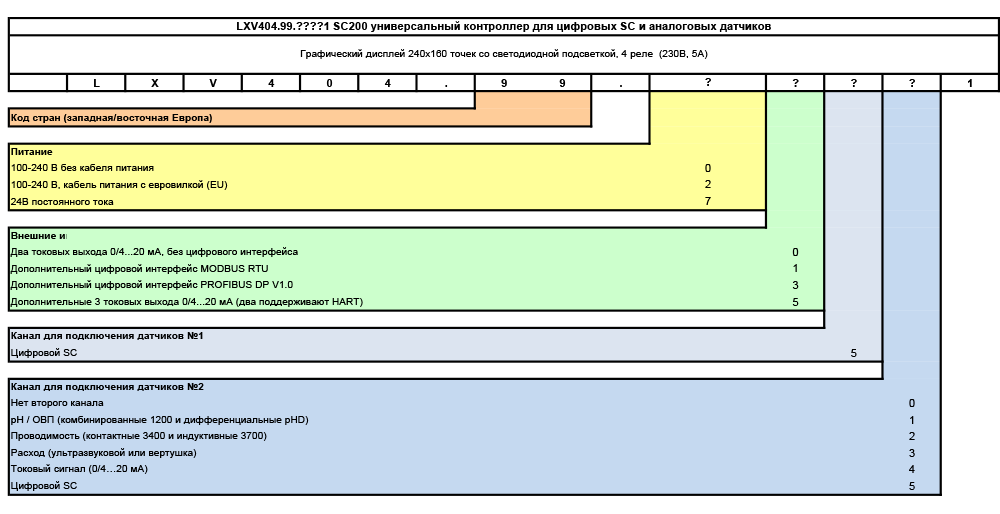 LXV404.99.????1 SC200 универсальный контроллер для цифровых SC и аналоговых датчиков
Графический дисплей 240x160 точек со светодиодной подсветкой, 4 реле (230В, 5А)
L X V 4 0 4 . 9 9 . ? ? ? ? 1
Код стран (западная/восточная Европа)
Питание
100-240 В без кабеля питания 0
100-240 В, кабель питания с евровилкой (EU) 2
24В постоянного тока 7
Внешние и
Два токовых выхода 0/4...20 мА, без цифрового интерфейса 0
Дополнительный цифровой интерфейс MODBUS RTU 1
Дополнительный цифровой интерфейс PROFIBUS DP V1.0 3
Дополнительные 3 токовых выхода 0/4...20 мА (два поддерживают HART) 5
Канал для подключения датчиков №1
Цифровой SC 5
Канал для подключения датчиков №2
Нет второго канала 0
pH / ОВП (комбинированные 1200 и дифференциальные pHD) 1
Проводимость (контактные 3400 и индуктивные 3700) 2
Расход (ультразвуковой или вертушка) 3
Токовый сигнал (0/4...20 мА) 4
Цифровой SC 5